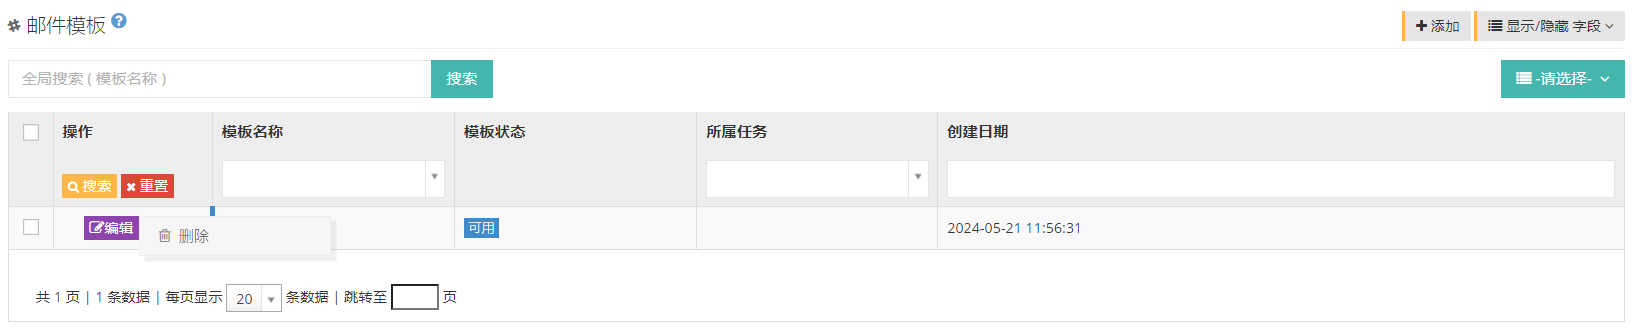 邮件模板
添加 显示/隐藏 字段
全局搜索 ( 模板名称 ) 搜索 -请选择-
操作 模板名称 模板状态 所属任务 创建日期
搜索 重置
编辑 删除 可用 2024-05-21 11:56:31
共 1 页 | 1 条数据 | 每页显示 20 条数据 | 跳转至 页